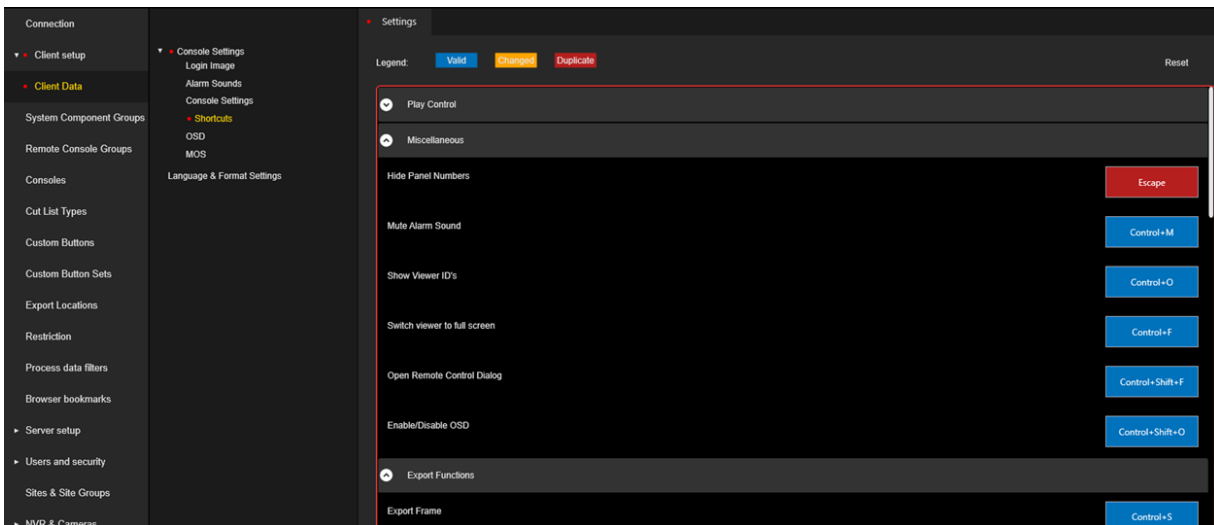 Connection
Client setup
Client Data
System Component Groups
Remote Console Groups
Consoles
Cut List Types
Custom Buttons
Custom Button Sets
Export Locations
Restriction
Process data filters
Browser bookmarks
Server setup
Users and security
Sites & Site Groups
NVR & Cameras
Console Settings
Login Image
Alarm Sounds
Console Settings
Shortcuts
OSD
MOS
Language & Format Settings
Settings
Legend: Valid Changed Duplicate Reset
Play Control
Miscellaneous
Hide Panel Numbers Escape
Mute Alarm Sound Control+M
Show Viewer ID's Control+O
Switch viewer to full screen Control+F
Open Remote Control Dialog Control+Shift+F
Enable/Disable OSD Control+Shift+O
Export Functions
Export Frame Control+S